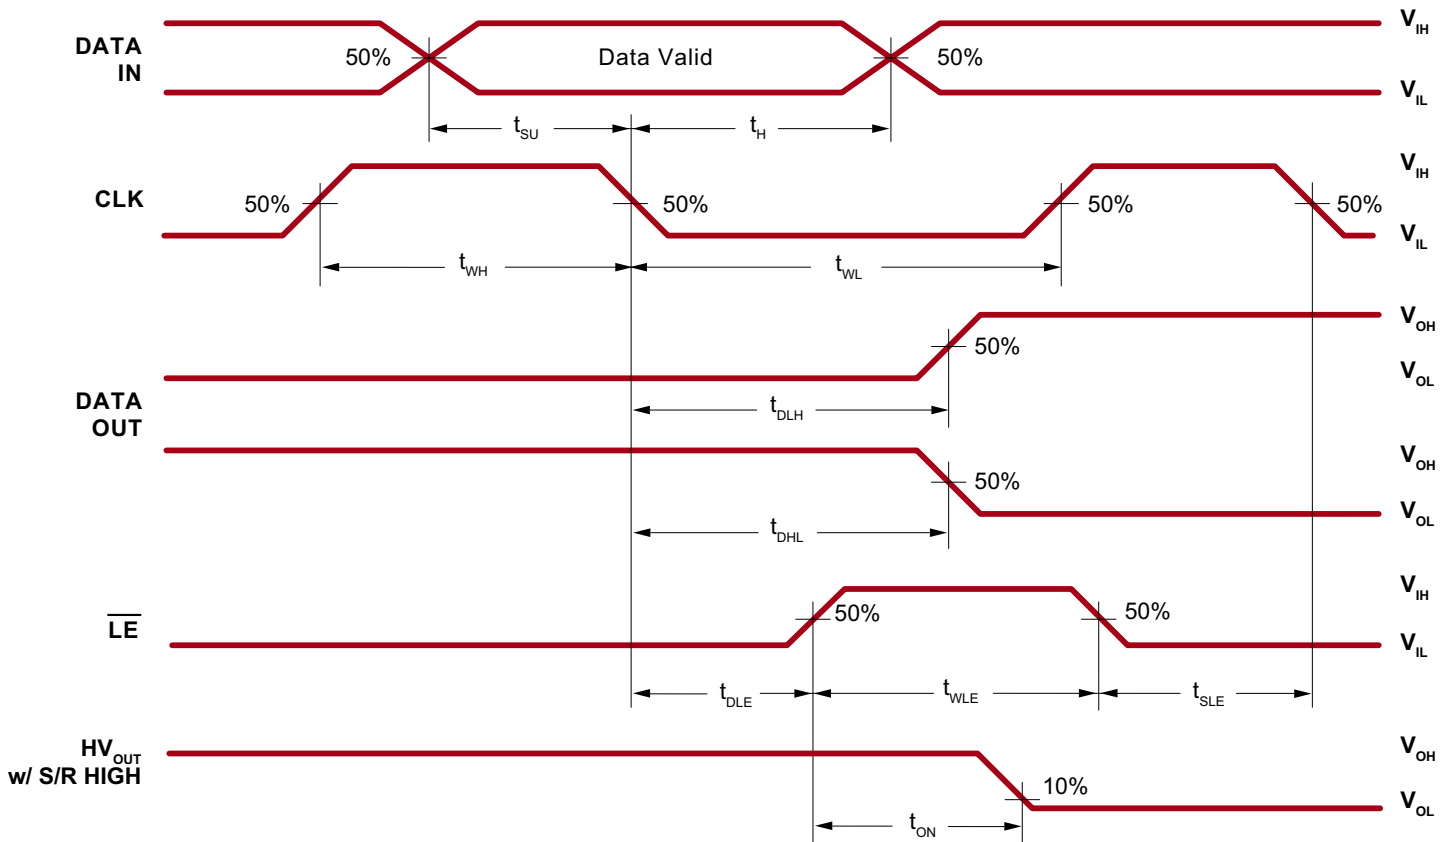 DATA
IN
50%
Data Valid
50%
V_IH
V_IL
t_SU
t_H
CLK
50%
50%
50%
50%
V_IH
V_IL
t_WH
t_WL
DATA
OUT
50%
V_OH
V_OL
t_DLH
50%
V_OH
V_OL
t_DHL
LE
50%
50%
V_IH
V_IL
t_DLE
t_WLE
t_SLE
HV_OUT
w/ S/R HIGH
10%
V_OH
V_OL
t_ON